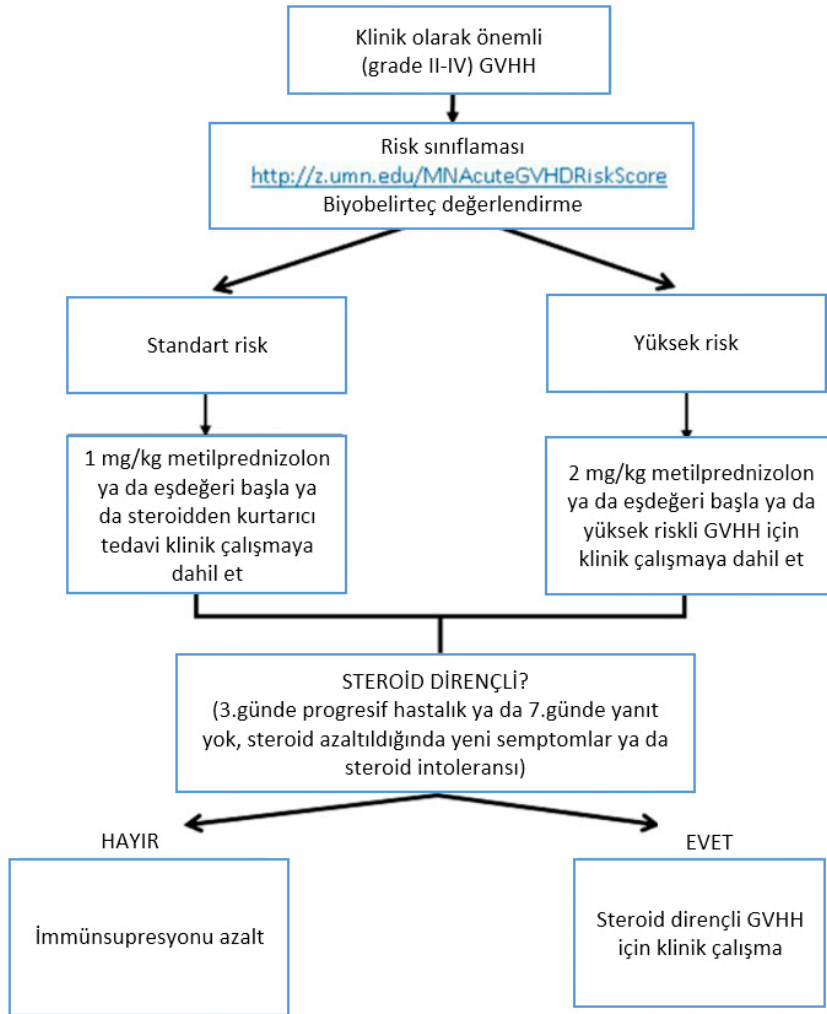 Klinik olarak önemli
(grade II-IV) GVHH
Risk sınıflaması
http://z.umn.edu/MNAcuteGVHDRiskScore
Biyobelirteç değerlendirme
Standart risk
Yüksek risk
1 mg/kg metilprednizolon
ya da eşdeğeri başla ya
da steroidden kurtarıcı
tedavi klinik çalışmaya
dahil et
2 mg/kg metilprednizolon
ya da eşdeğeri başla ya da
yüksek riskli GVHH için
klinik çalışmaya dahil et
STEROİD DİRENÇLİ?
(3.günde progresif hastalık ya da 7.günde yanıt
yok, steroid azaltıldığında yeni semptomlar ya da
steroid intoleransı)
HAYIR
EVET
İmmünsupresyonu azalt
Steroid dirençli GVHH
için klinik çalışma